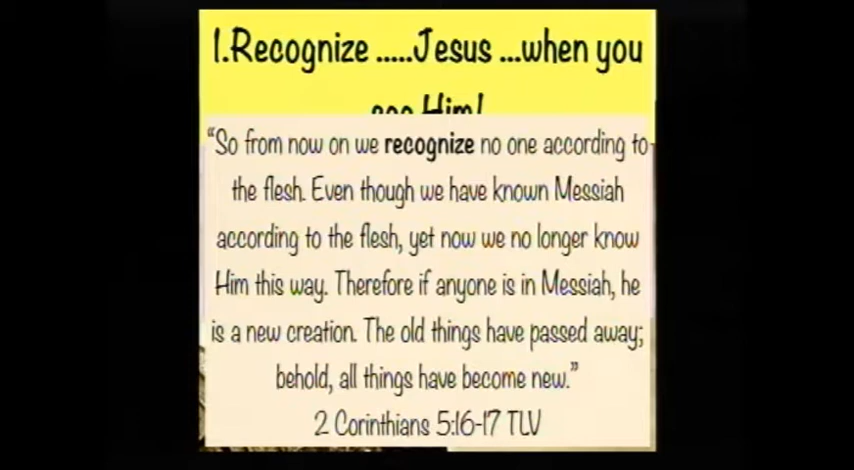 1.Recognize .....Jesus ...when you
see Him!
“So from now on we recognize no one according to
the flesh. Even though we have known Messiah
according to the flesh, yet now we no longer know
Him this way. Therefore if anyone is in Messiah, he
is a new creation. The old things have passed away;
behold, all things have become new.”
2 Corinthians 5:16-17 TLV